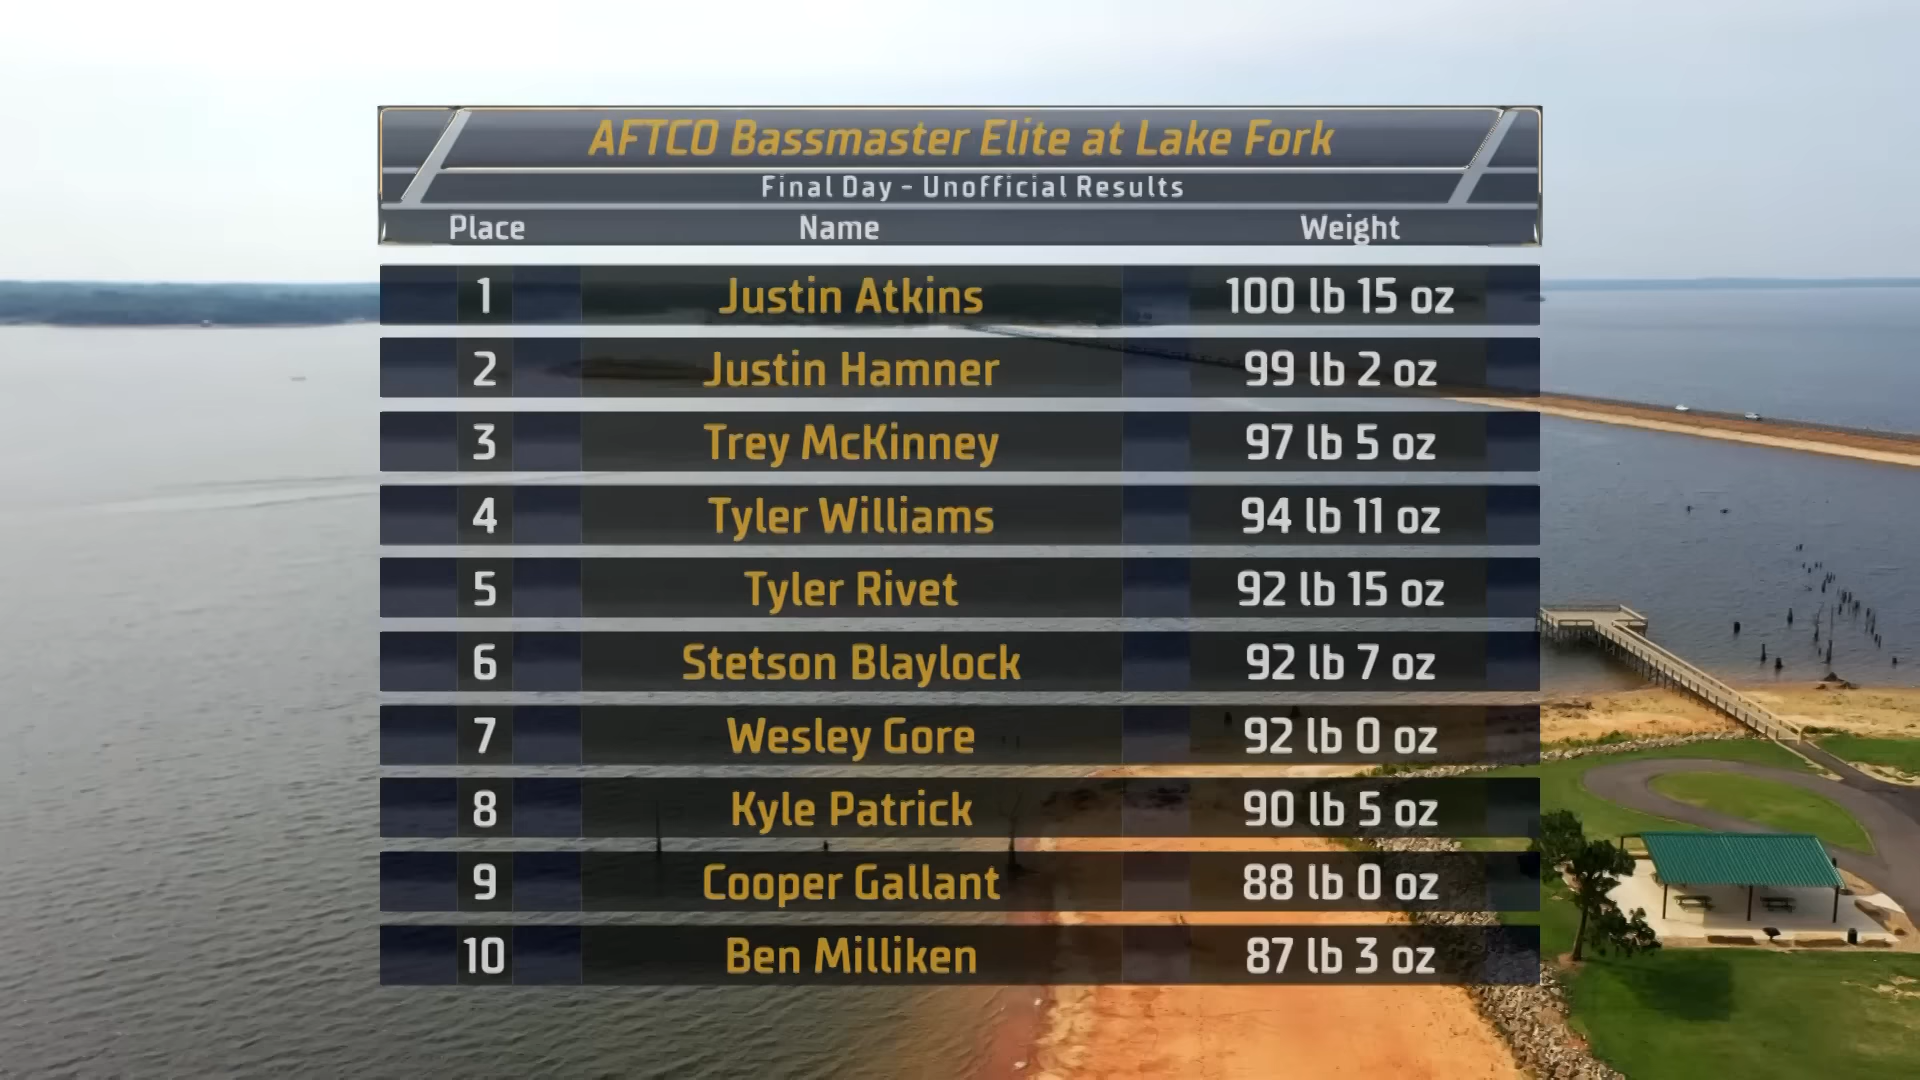 AFTCO Bassmaster Elite at Lake Fork
Final Day - Unofficial Results
Place Name Weight
1 Justin Atkins 100 lb 15 oz
2 Justin Hamner 99 lb 2 oz
3 Trey McKinney 97 lb 5 oz
4 Tyler Williams 94 lb 11 oz
5 Tyler Rivet 92 lb 15 oz
6 Stetson Blaylock 92 lb 7 oz
7 Wesley Gore 92 lb 0 oz
8 Kyle Patrick 90 lb 5 oz
9 Cooper Gallant 88 lb 0 oz
10 Ben Milliken 87 lb 3 oz